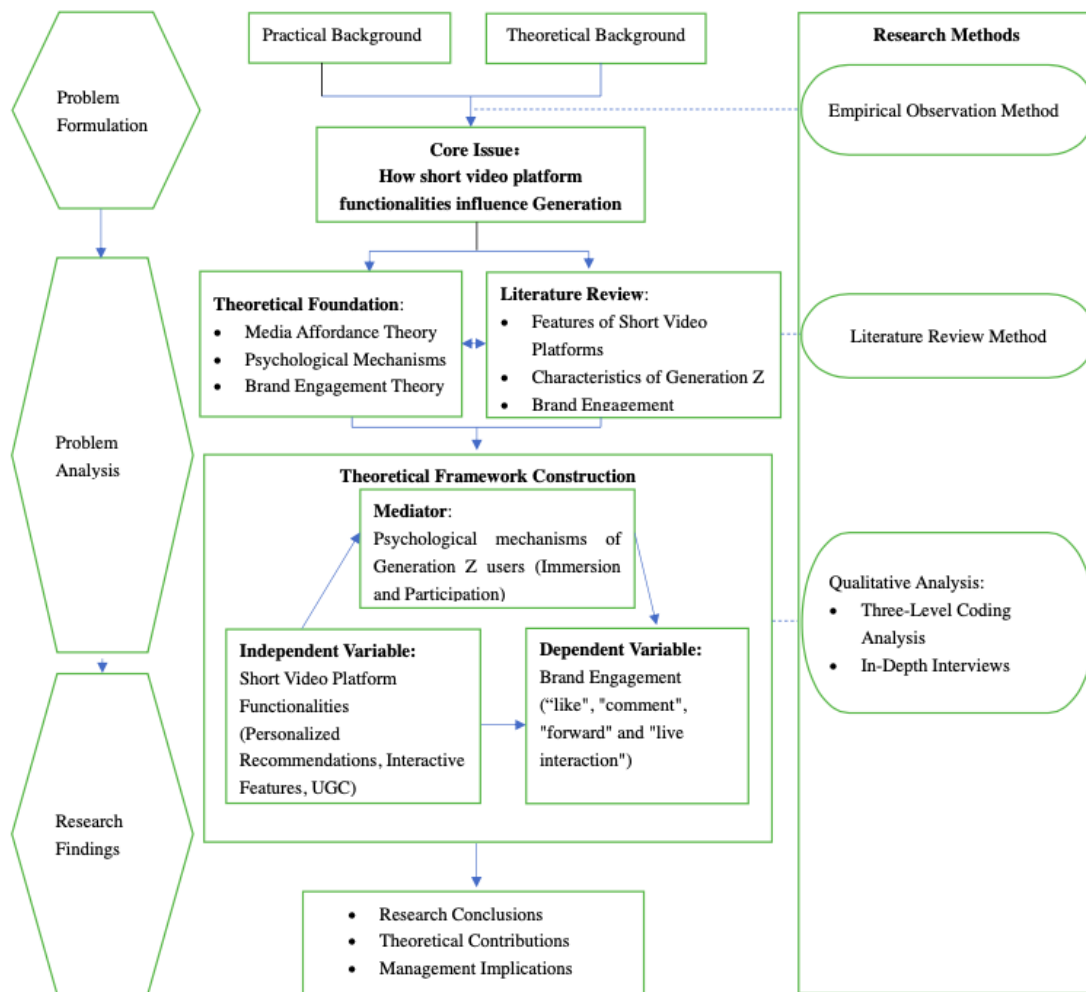 Practical Background
Theoretical Background
Research Methods
Problem
Formulation
Empirical Observation Method
Core Issue:
How short video platform
functionalities influence Generation
Theoretical Foundation:
• Media Affordance Theory
• Psychological Mechanisms
• Brand Engagement Theory
Literature Review:
• Features of Short Video
Platforms
• Characteristics of Generation Z
• Brand Engagement
Literature Review Method
Problem
Analysis
Theoretical Framework Construction
Mediator:
Psychological mechanisms of
Generation Z users (Immersion
and Participation)
Independent Variable:
Short Video Platform
Functionalities
(Personalized
Recommendations, Interactive
Features, UGC)
Dependent Variable:
Brand Engagement
(“like", "comment",
"forward" and "live
interaction")
Qualitative Analysis:
• Three-Level Coding
Analysis
• In-Depth Interviews
Research
Findings
• Research Conclusions
• Theoretical Contributions
• Management Implications